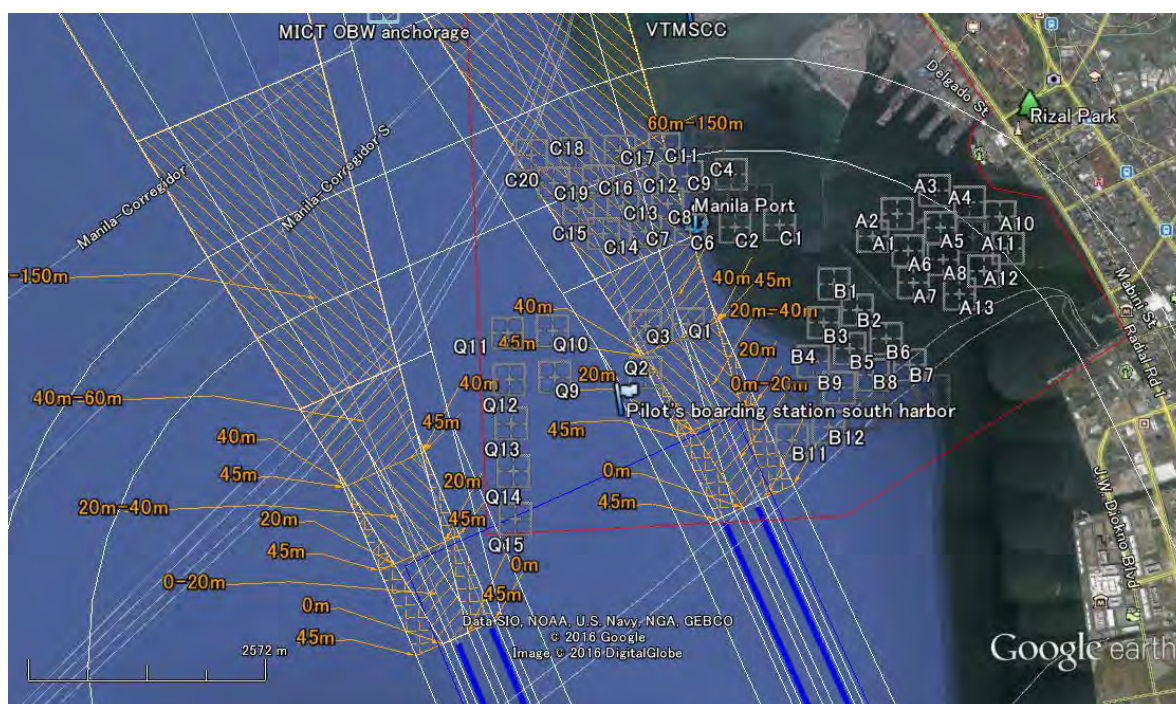 MICT OBW anchorage
VTMSCC
Delgado St
Rizal Park
60m-150m
C18
C17
C11
C4
C20
C19
C16
C12
C9
A3
A4
Manila-Corregidor
Manila-Corregidor S
C13
C8
Manila Port
A2
A10
C15
C14
C7
C6
C2
C1
A1
A5
A11
A6
A8
A12
-150m
40m
45m
A7
A13
Mabini St
Radial Rd 1
B1
40m
20m-40m
B2
Q3
Q1
B3
Q11
45m
Q10
20m
B6
B4
B5
Q2
40m
20m
0m-20m
B7
40m-60m
Q12
Q9
B9
B8
Pilot's boarding station south harbor
45m
45m
40m
Q13
B12
B11
45m
20m
0m
J.W. Diokno Blvd
20m-40m
Q14
45m
20m
45m
Q15
45m
0m
0-20m
45m
0m
45m
Data SIO, NOAA, U.S. Navy, NGA, GEBCO
© 2016 Google
Image © 2016 DigitalGlobe
2572 m
Google earth